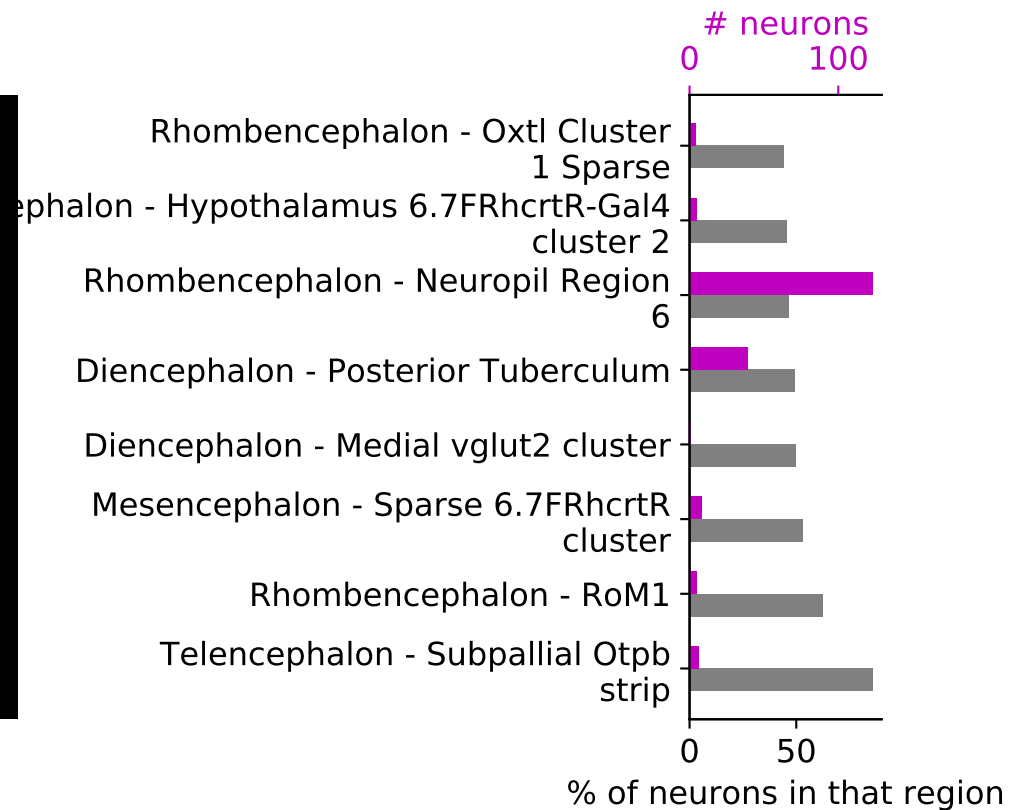 # neurons
0 100
Rhombencephalon - Oxtl Cluster
1 Sparse
- Hypothalamus 6.7FRhcrtR-Gal4
cluster 2
Rhombencephalon - Neuropil Region
6
Diencephalon - Posterior Tuberculum
Diencephalon - Medial vglut2 cluster
Mesencephalon - Sparse 6.7FRhcrtR
cluster
Rhombencephalon - RoM1
Telencephalon - Subpallial Otpb
strip
0 50
% of neurons in that region